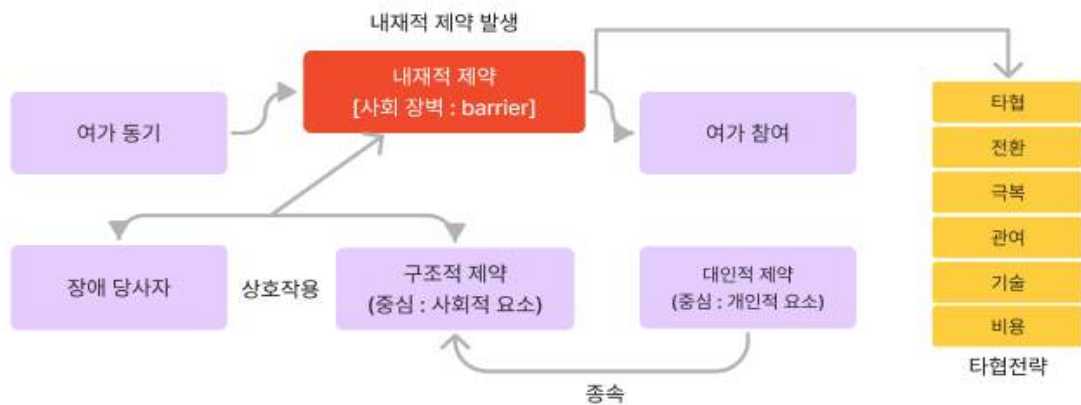 내재적 제약 발생
내재적 제약
[사회 장벽 : barrier]
여가 동기
여가 참여
장애 당사자
상호작용
구조적 제약
(중심 : 사회적 요소)
대인적 제약
(중심 : 개인적 요소)
종속
타협
전환
극복
관여
기술
비용
타협전략